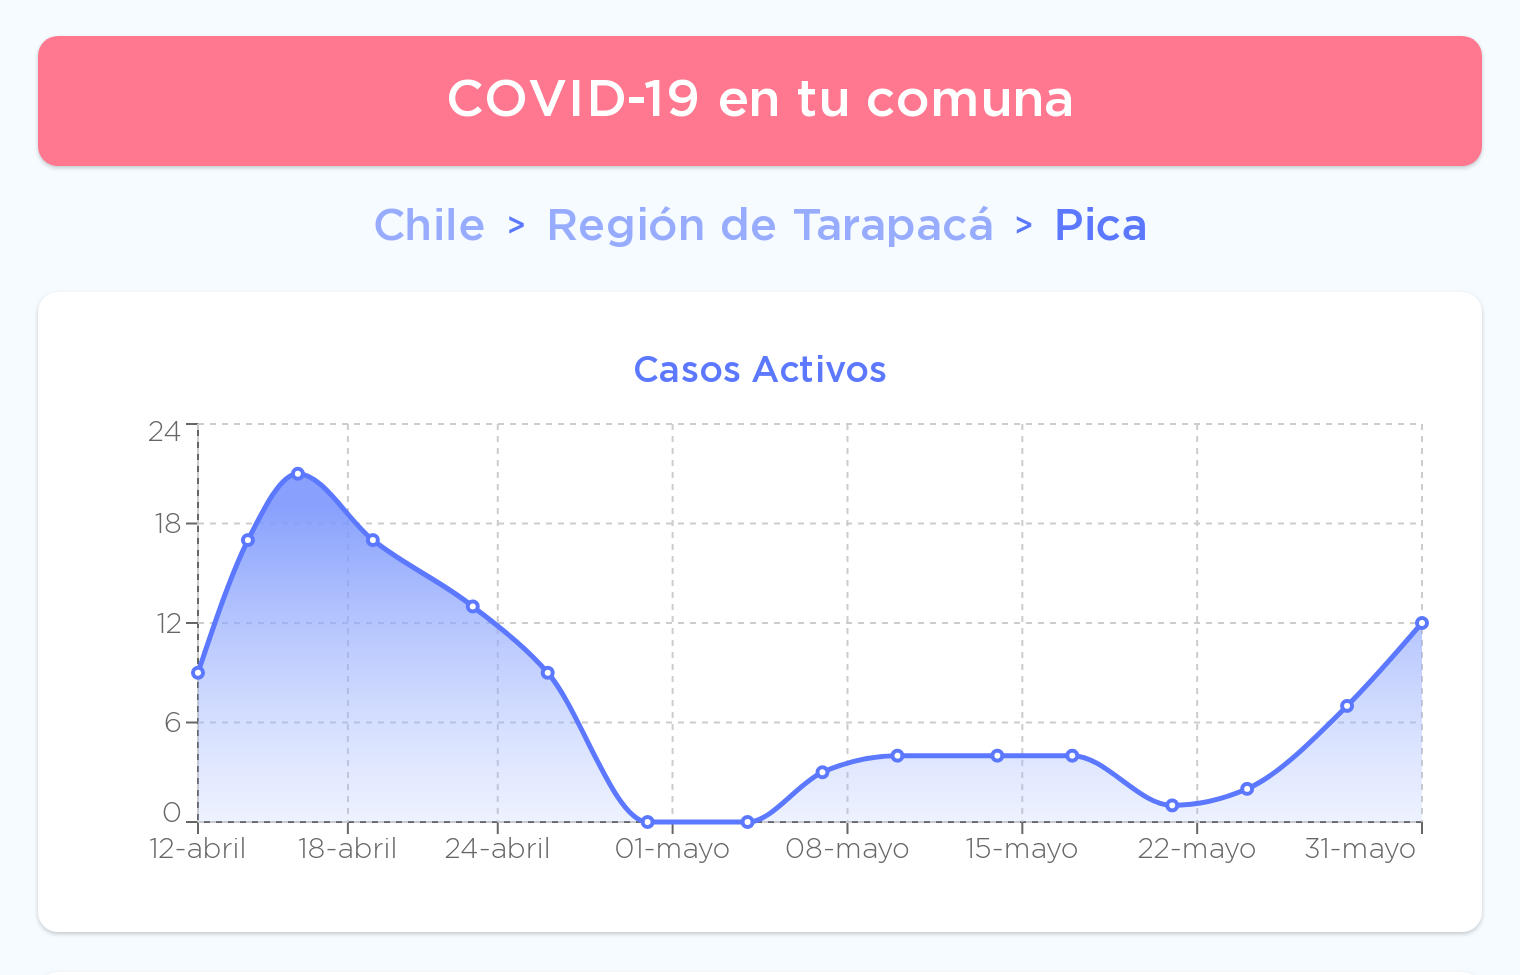 COVID-19 en tu comuna
Chile > Región de Tarapacá > Pica
Casos Activos
24
18
12
6
0
12-abril 18-abril 24-abril 01-mayo 08-mayo 15-mayo 22-mayo 31-mayo